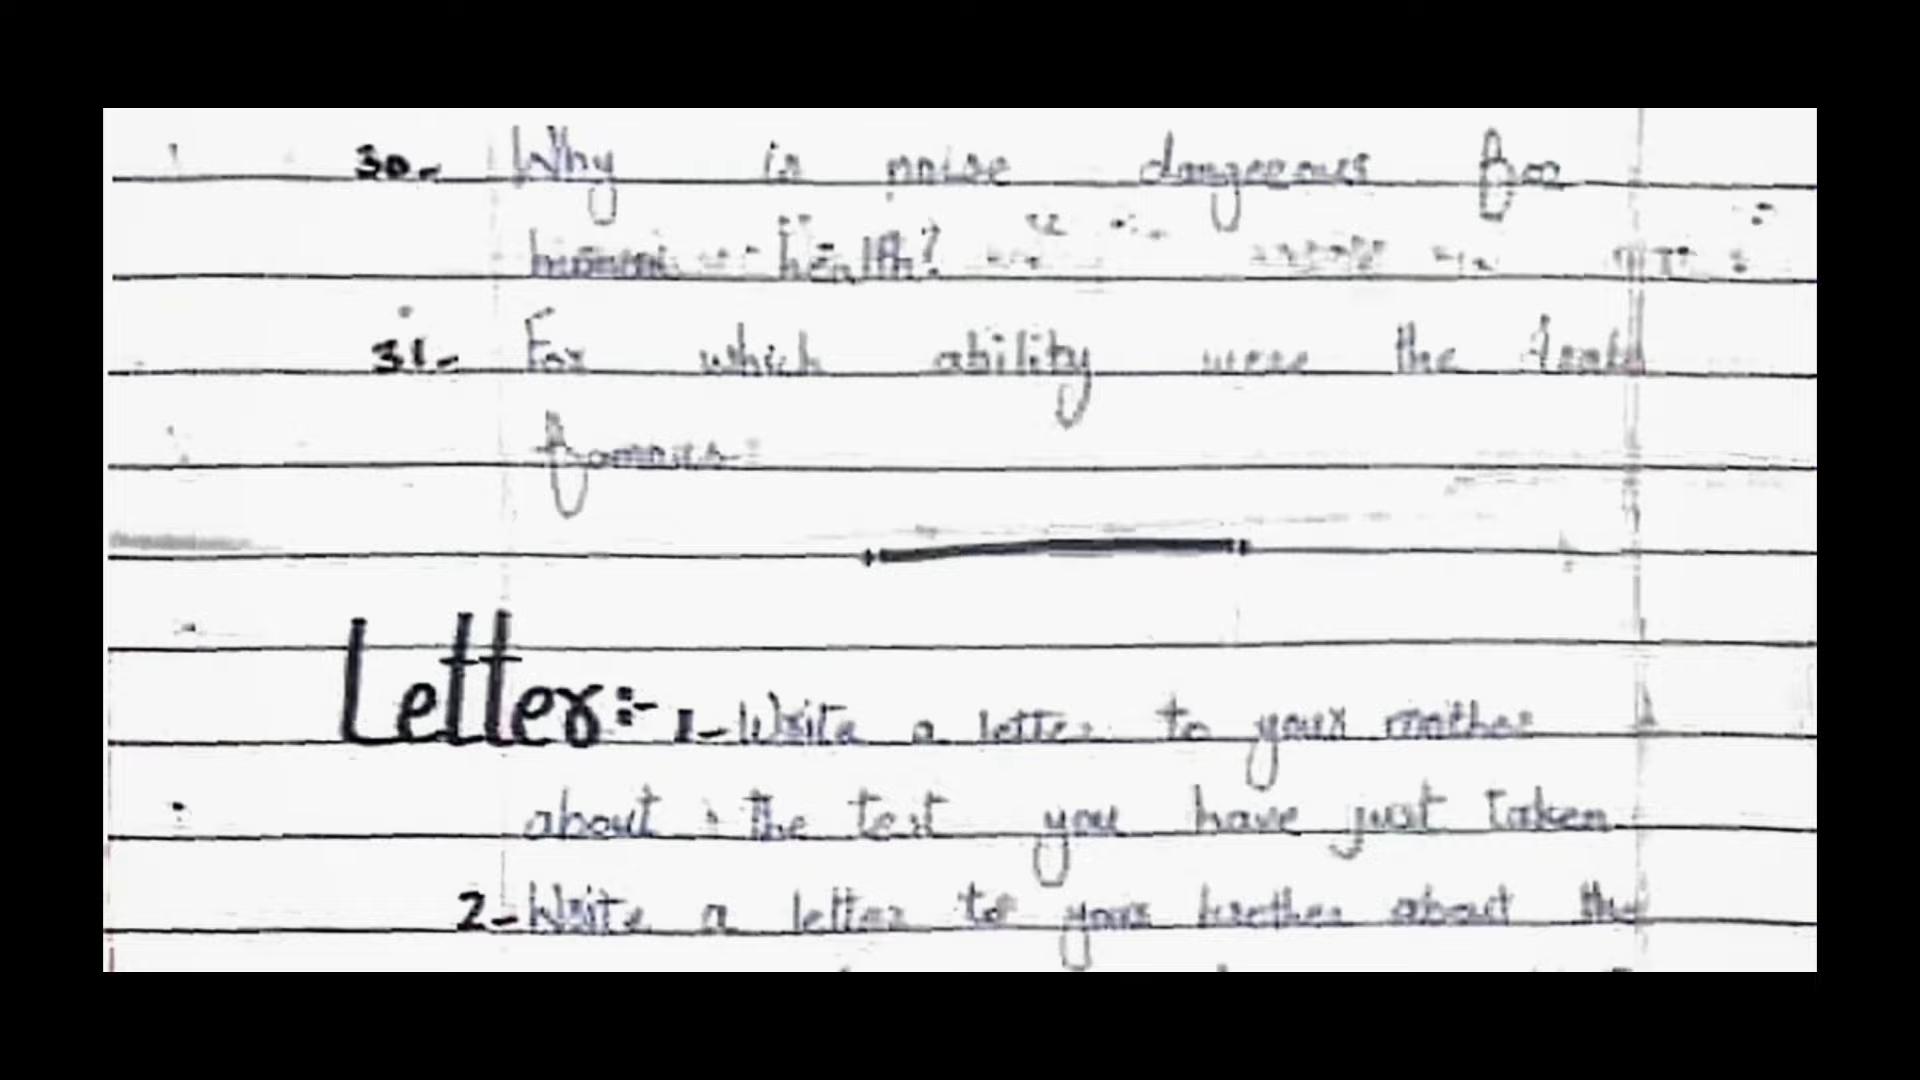 30- Why is noise dangerous for
human health?
31- For which ability were the
famous
Letter:- 1- Write a letter to your mother
about the test you have just taken
2- Write a letter to your brother about the